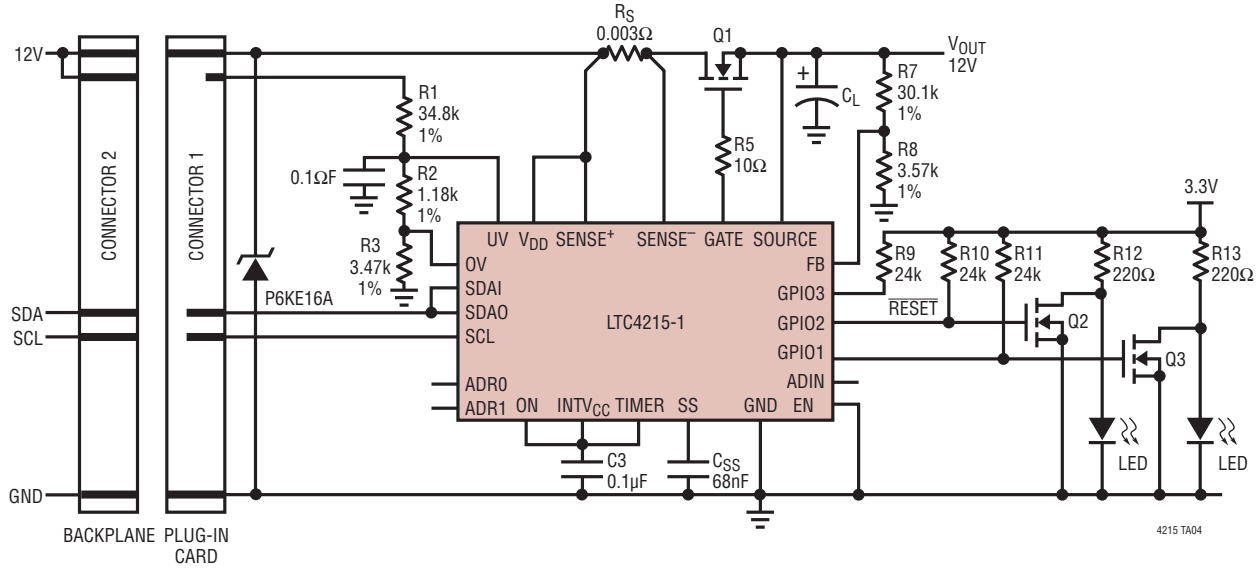 RS
0.003Ω
Q1
12V
VOUT
12V
R1
34.8k
1%
CONNECTOR 2
CONNECTOR 1
0.1ΩF
R2
1.18k
1%
R3
3.47k
1%
P6KE16A
+
CL
R5
10Ω
R7
30.1k
1%
R8
3.57k
1%
3.3V
UV
VDD
SENSE+
SENSE−
GATE
SOURCE
OV
SDAI
SDAO
SCL
ADR0
ADR1
LTC4215-1
FB
GPIO3
GPIO2
GPIO1
ADIN
ON
INTVCC
TIMER
SS
GND
EN
R9
24k
R10
24k
R11
24k
R12
220Ω
R13
220Ω
RESET
Q2
Q3
SDA
SCL
C3
0.1µF
CSS
68nF
LED
LED
GND
BACKPLANE
PLUG-IN
CARD
4215 TA04